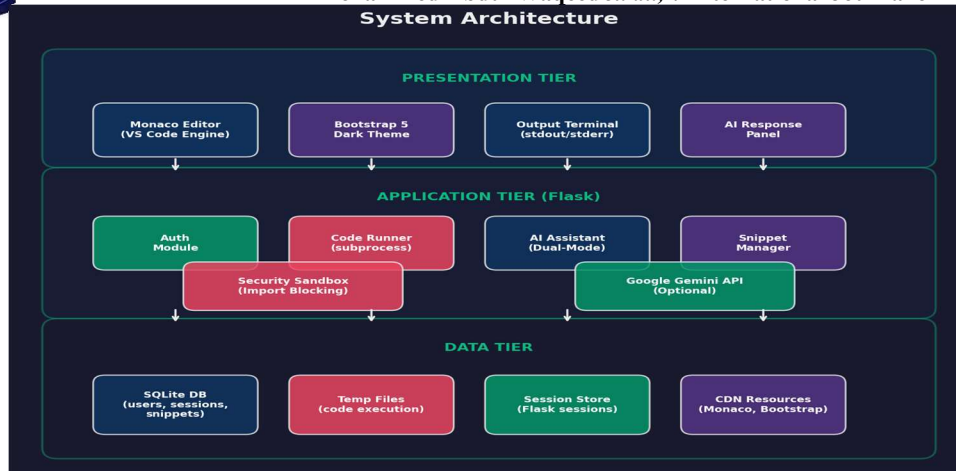 System Architecture
PRESENTATION TIER
Monaco Editor
(VS Code Engine)
Bootstrap 5
Dark Theme
Output Terminal
(stdout/stderr)
AI Response
Panel
APPLICATION TIER (Flask)
Auth
Module
Code Runner
(subprocess)
AI Assistant
(Dual-Mode)
Snippet
Manager
Security Sandbox
(Import Blocking)
Google Gemini API
(Optional)
DATA TIER
SQLite DB
(users, sessions,
snippets)
Temp Files
(code execution)
Session Store
(Flask sessions)
CDN Resources
(Monaco, Bootstrap)